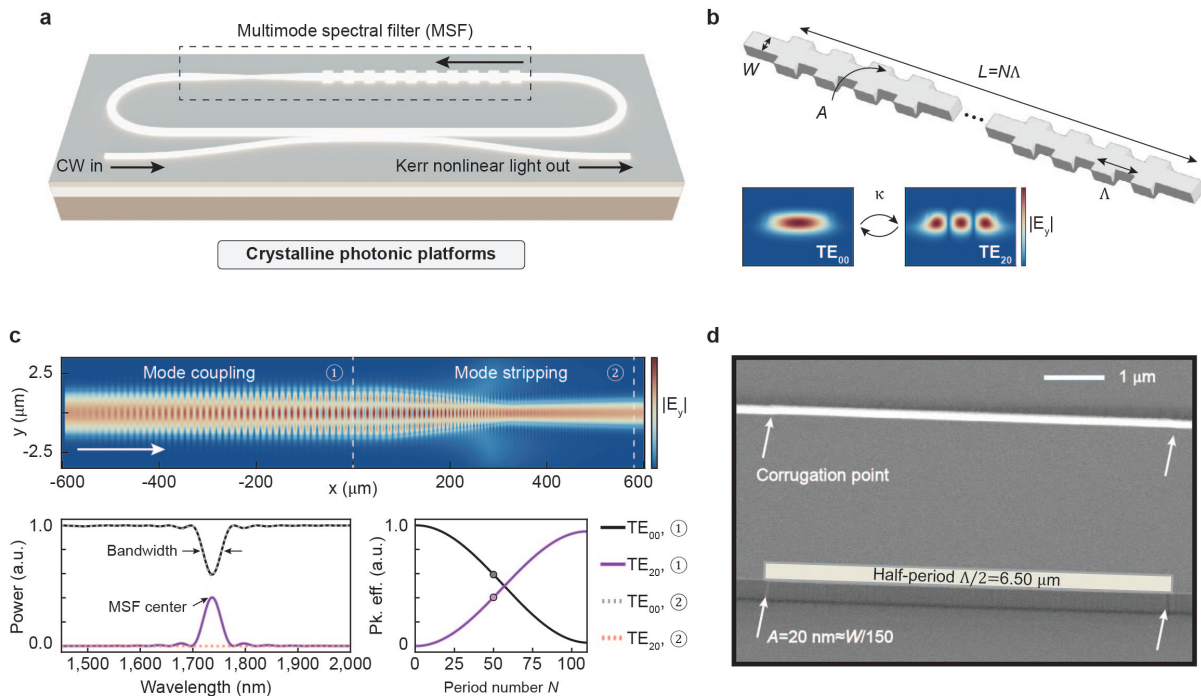 a
Multimode spectral filter (MSF)
CW in
Kerr nonlinear light out
Crystalline photonic platforms
b
W
A
L=NΛ
Λ
κ
TE₀₀
TE₂₀
|E_y|
c
Mode coupling ①
Mode stripping ②
y (μm)
2.5
0
-2.5
-600
-400
-200
0
200
400
600
x (μm)
|E_y|
Power (a.u.)
1.0
0.0
Bandwidth
MSF center
1,500
1,600
1,700
1,800
1,900
2,000
Wavelength (nm)
Pk. eff. (a.u.)
1.0
0
0
25
50
75
100
Period number N
TE₀₀, ①
TE₂₀, ①
TE₀₀, ②
TE₂₀, ②
d
1 μm
Corrugation point
Half-period Λ/2=6.50 μm
A=20 nm≈W/150